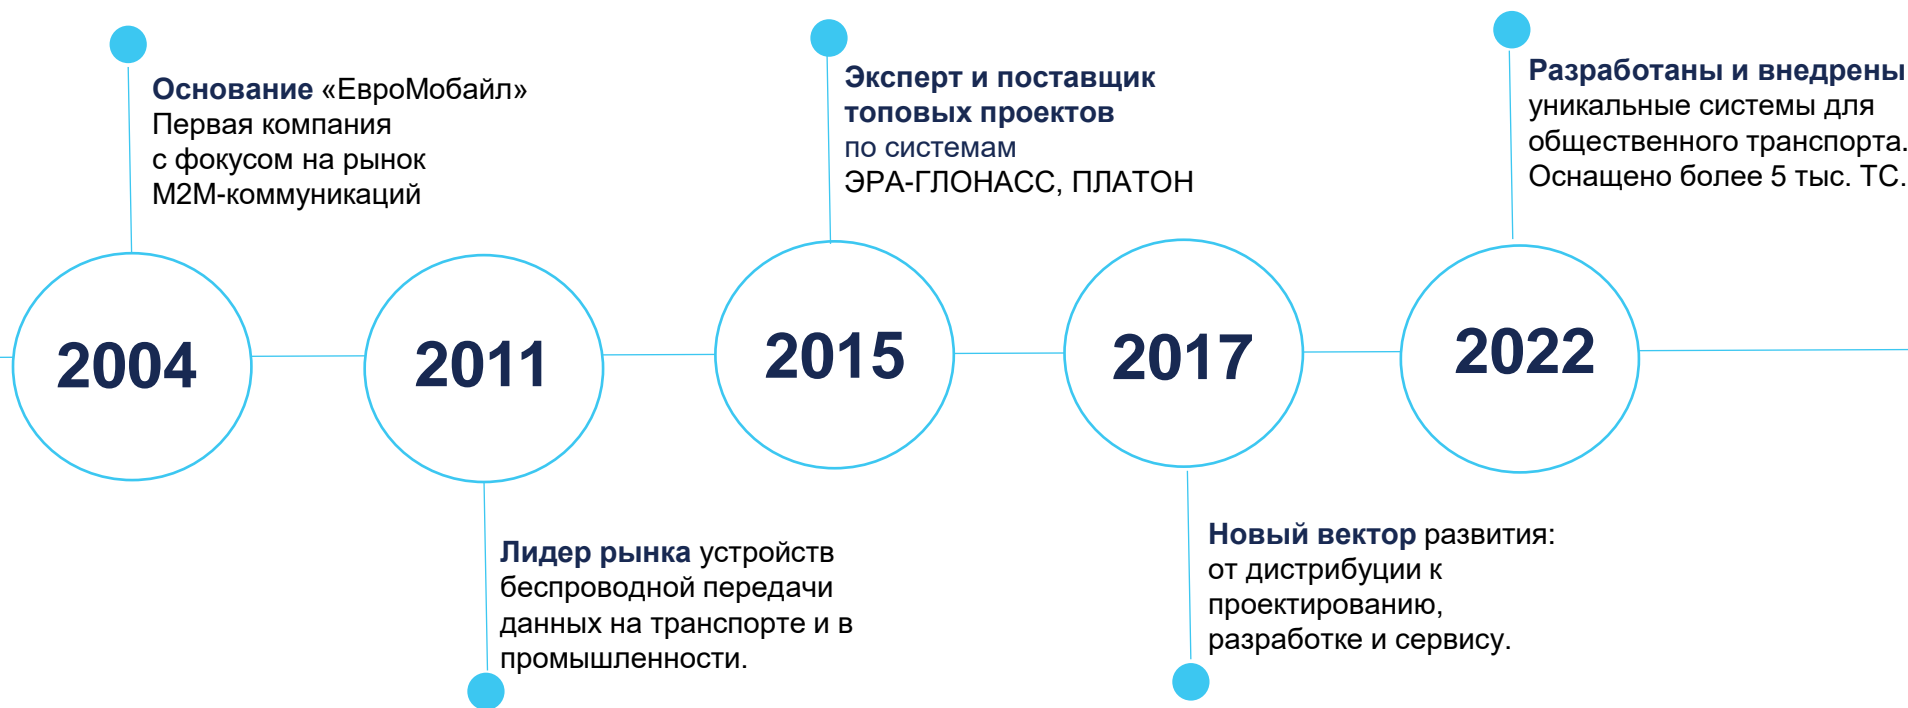 Основание «ЕвроМобайл»
Первая компания
с фокусом на рынок
М2М-коммуникаций
Эксперт и поставщик
топовых проектов
по системам
ЭРА-ГЛОНАСС, ПЛАТОН
Разработаны и внедрены
уникальные системы для
общественного транспорта.
Оснащено более 5 тыс. ТС.
2004
2011
2015
2017
2022
Лидер рынка устройств
беспроводной передачи
данных на транспорте и в
промышленности.
Новый вектор развития:
от дистрибуции к
проектированию,
разработке и сервису.